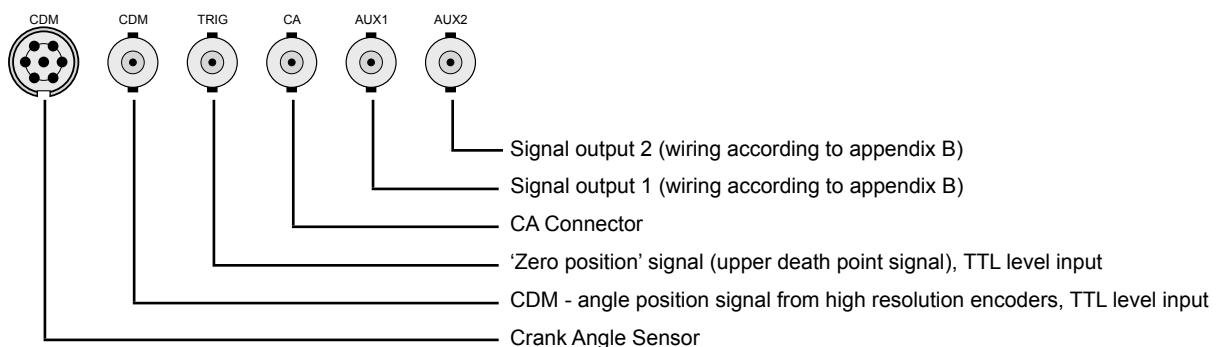 CDM CDM TRIG CA AUX1 AUX2
Signal output 2 (wiring according to appendix B)
Signal output 1 (wiring according to appendix B)
CA Connector
‘Zero position’ signal (upper death point signal), TTL level input
CDM - angle position signal from high resolution encoders, TTL level input
Crank Angle Sensor